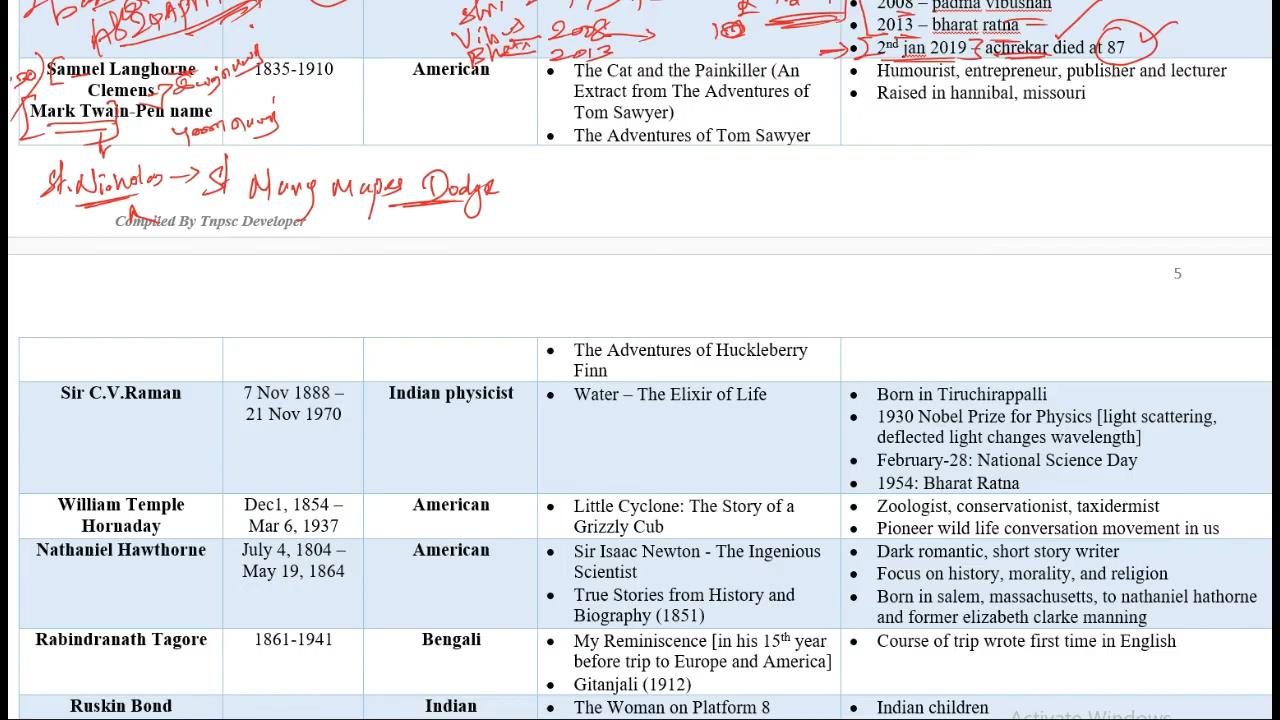 2008 – padma vibushan
2013 – bharat ratna
2nd jan 2019 – achrekar died at 87
2008
2013
Samuel Langhorne Clemens
Mark Twain-Pen name
1835-1910
American
• The Cat and the Painkiller (An Extract from The Adventures of Tom Sawyer)
• The Adventures of Tom Sawyer
• Humourist, entrepreneur, publisher and lecturer
• Raised in hannibal, missouri
St. Nicholas → St Mary Mapes Dodge
Compiled By Tnpsc Developer
5
• The Adventures of Huckleberry Finn
Sir C.V.Raman
7 Nov 1888 – 21 Nov 1970
Indian physicist
• Water – The Elixir of Life
• Born in Tiruchirappalli
• 1930 Nobel Prize for Physics [light scattering, deflected light changes wavelength]
• February-28: National Science Day
• 1954: Bharat Ratna
William Temple Hornaday
Dec1, 1854 – Mar 6, 1937
American
• Little Cyclone: The Story of a Grizzly Cub
• Zoologist, conservationist, taxidermist
• Pioneer wild life conversation movement in us
Nathaniel Hawthorne
July 4, 1804 – May 19, 1864
American
• Sir Isaac Newton - The Ingenious Scientist
• True Stories from History and Biography (1851)
• Dark romantic, short story writer
• Focus on history, morality, and religion
• Born in salem, massachusetts, to nathaniel hathorne and former elizabeth clarke manning
Rabindranath Tagore
1861-1941
Bengali
• My Reminiscence [in his 15th year before trip to Europe and America]
• Gitanjali (1912)
• Course of trip wrote first time in English
Ruskin Bond
Indian
• The Woman on Platform 8
• Indian children
Activate Windows